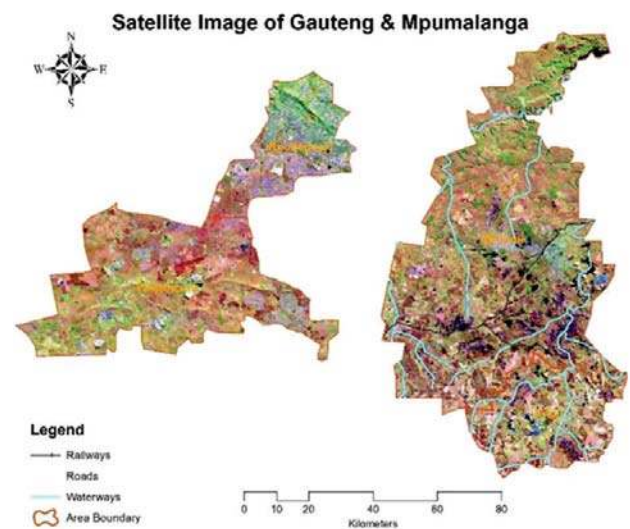 Satellite Image of Gauteng & Mpumalanga
N
W E
S
Legend
Railways
Roads
Waterways
Area Boundary
0 10 20 40 60 80
Kilometers